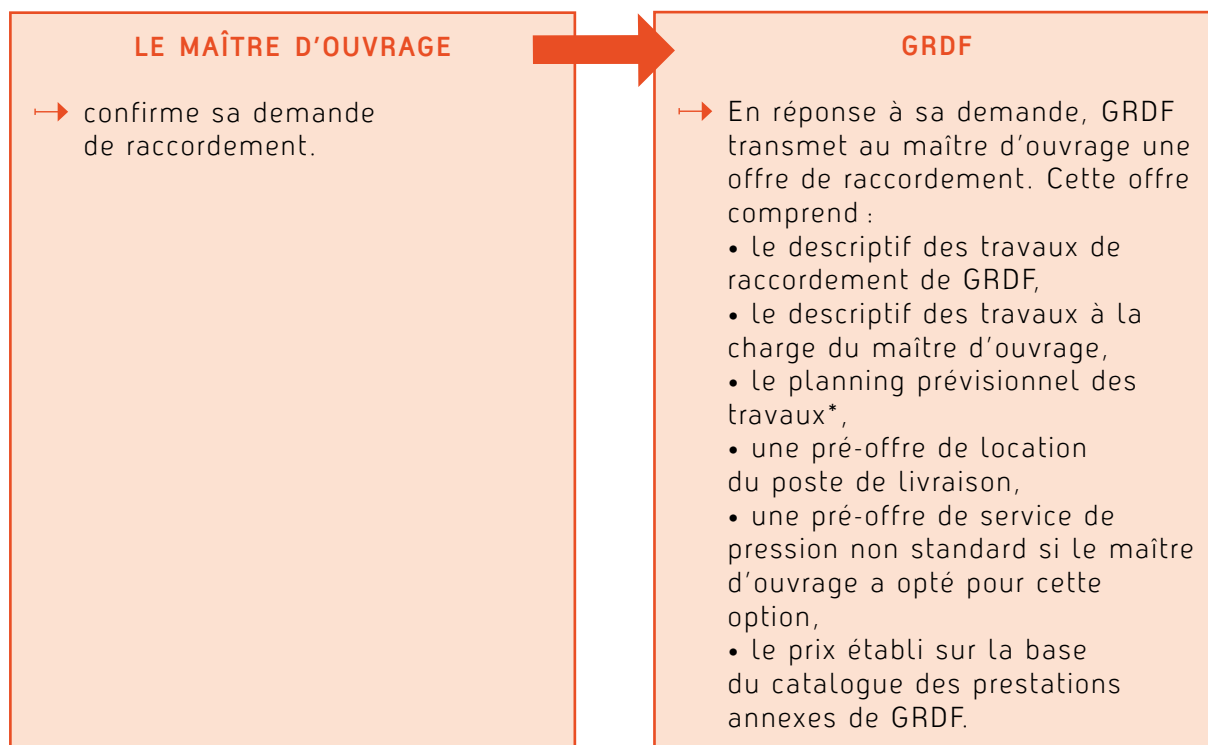 LE MAÎTRE D'OUVRAGE
confirme sa demande
de raccordement.
GRDF
En réponse à sa demande, GRDF
transmet au maître d'ouvrage une
offre de raccordement. Cette offre
comprend :
• le descriptif des travaux de
raccordement de GRDF,
• le descriptif des travaux à la
charge du maître d'ouvrage,
• le planning prévisionnel des
travaux*,
• une pré-offre de location
du poste de livraison,
• une pré-offre de service de
pression non standard si le maître
d'ouvrage a opté pour cette
option,
• le prix établi sur la base
du catalogue des prestations
annexes de GRDF.